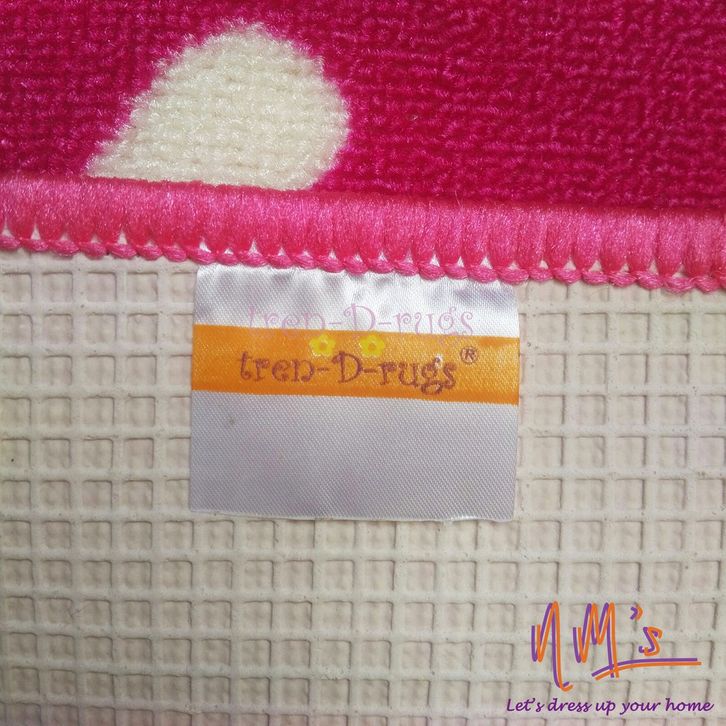 tren-D-rugs
tren-D-rugs®
NM's
Let's dress up your home